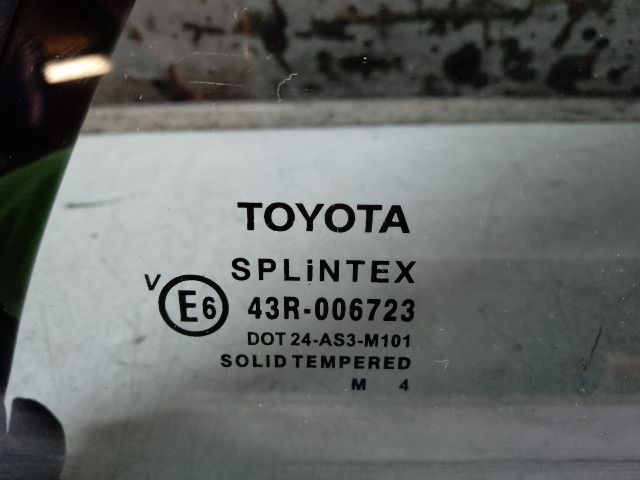 TOYOTA
SPLiNTEX
V E6 43R-006723
DOT 24-AS3-M101
SOLID TEMPERED
M 4